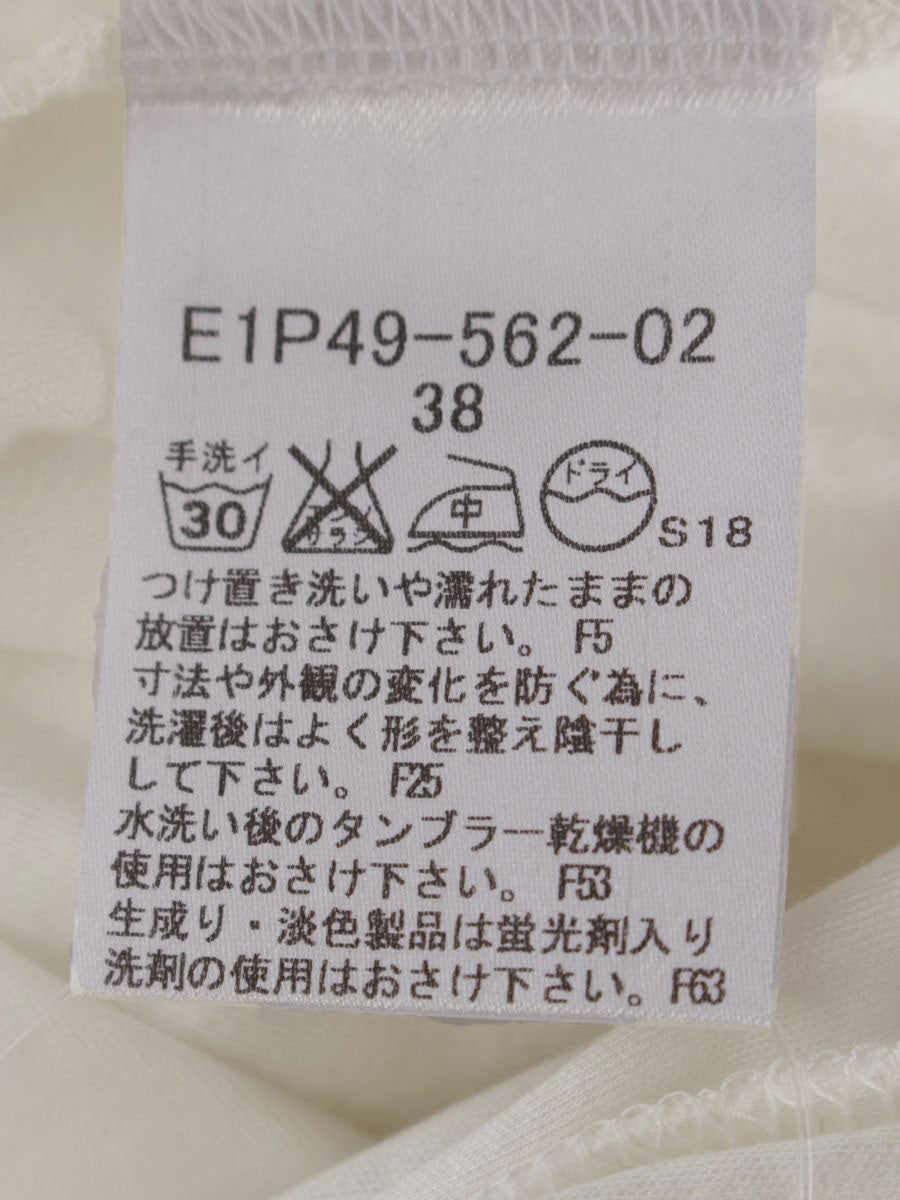 E1P49-562-02
38
手洗イ
30
エンソ
サラシ
中
ドライ
S18
つけ置き洗いや濡れたままの
放置はおさけ下さい。 F5
寸法や外観の変化を防ぐ為に、
洗濯後はよく形を整え陰干し
して下さい。 F25
水洗い後のタンブラー乾燥機の
使用はおさけ下さい。 F53
生成り・淡色製品は蛍光剤入り
洗剤の使用はおさけ下さい。F63